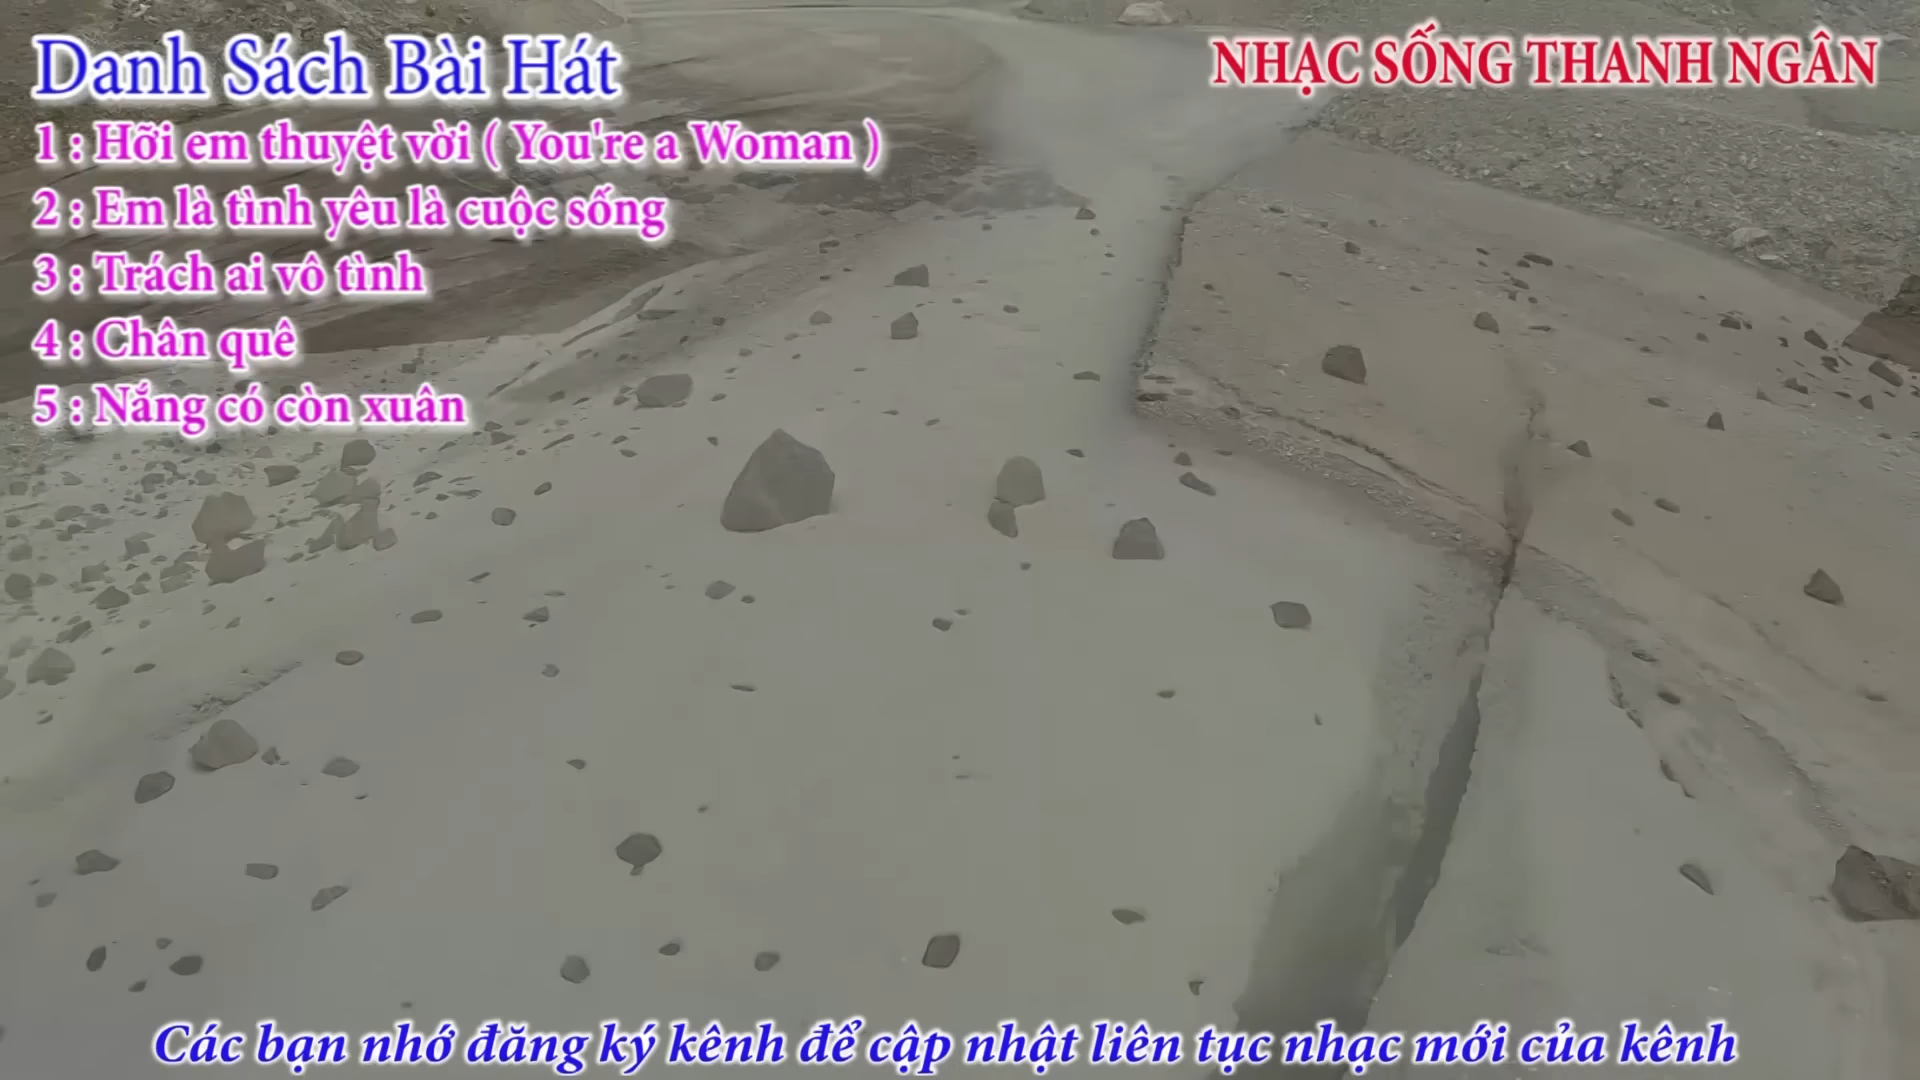 Danh Sách Bài Hát
NHẠC SỐNG THANH NGÂN
1 : Hỡi em thuyệt vời ( You're a Woman )
2 : Em là tình yêu là cuộc sống
3 : Trách ai vô tình
4 : Chân quê
5 : Nắng có còn xuân
Các bạn nhớ đăng ký kênh để cập nhật liên tục nhạc mới của kênh